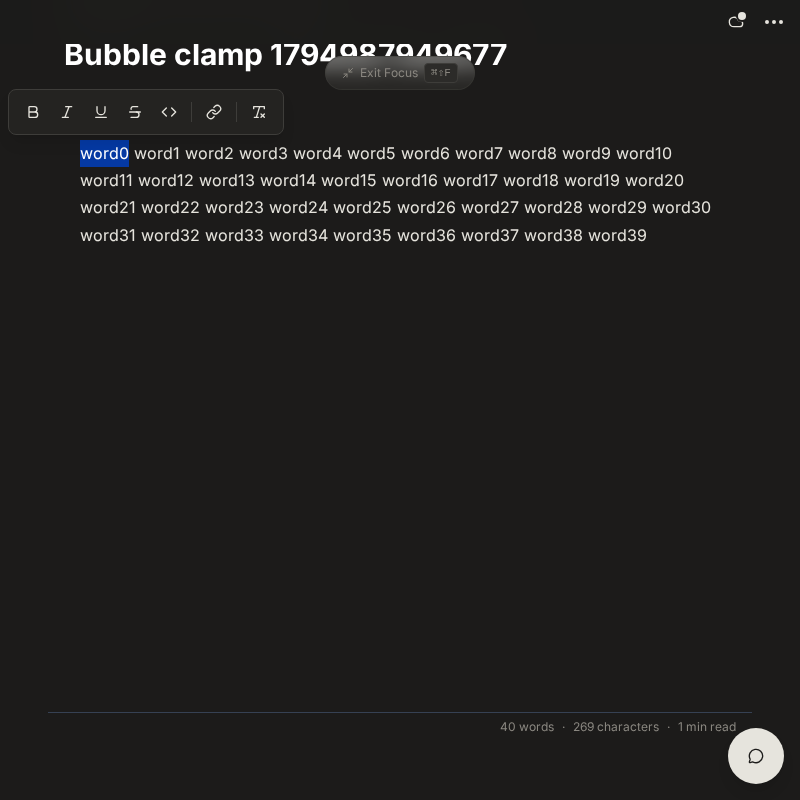 Bubble clamp 1794987949677
Exit Focus ⌘⇧F
word0 word1 word2 word3 word4 word5 word6 word7 word8 word9 word10
word11 word12 word13 word14 word15 word16 word17 word18 word19 word20
word21 word22 word23 word24 word25 word26 word27 word28 word29 word30
word31 word32 word33 word34 word35 word36 word37 word38 word39
40 words · 269 characters · 1 min read